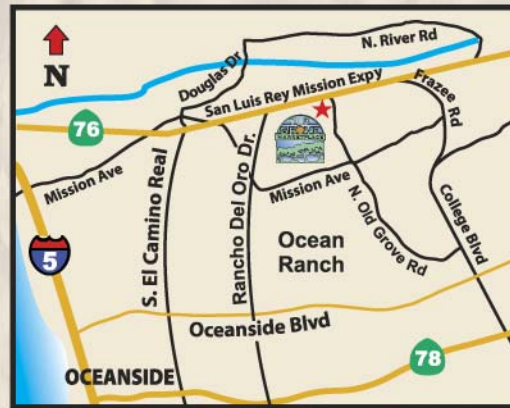 N. River Rd
N
Douglas Dr
San Luis Rey Mission Expy
Frazee Rd
76
Mission Ave
S. El Camino Real
Rancho Del Oro Dr.
GROVE
Mission Ave
N. Old Grove Rd
College Blvd
5
Ocean
Ranch
Oceanside Blvd
78
OCEANSIDE